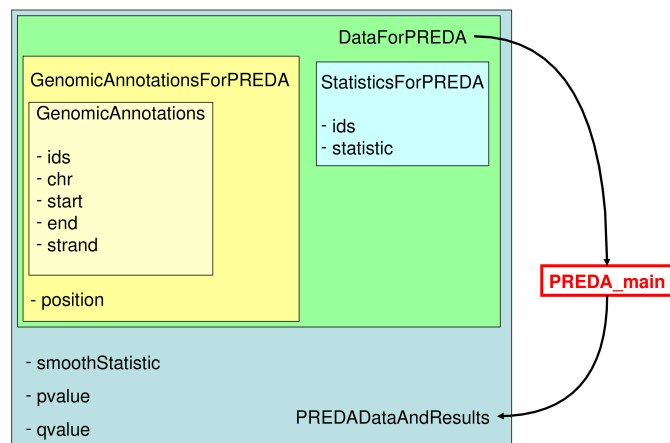 DataForPREDA
GenomicAnnotationsForPREDA
GenomicAnnotations
- ids
- chr
- start
- end
- strand
- position
StatisticsForPREDA
- ids
- statistic
PREDA_main
- smoothStatistic
- pvalue
- qvalue
PREDADataAndResults